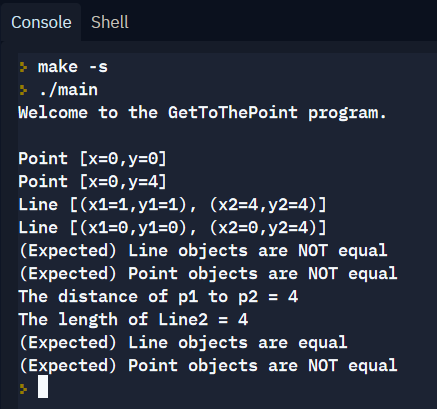 Console Shell
> make -s
> ./main
Welcome to the GetToThePoint program.
Point [x=0,y=0]
Point [x=0,y=4]
Line [(x1=1,y1=1), (x2=4,y2=4)]
Line [(x1=0,y1=0), (x2=0,y2=4)]
(Expected) Line objects are NOT equal
(Expected) Point objects are NOT equal
The distance of p1 to p2 = 4
The length of Line2 = 4
(Expected) Line objects are equal
(Expected) Point objects are NOT equal
>